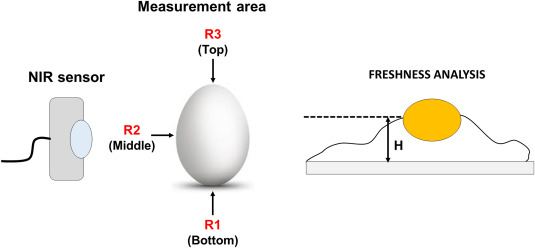 Measurement area
R3
(Top)
NIR sensor
R2
(Middle)
R1
(Bottom)
FRESHNESS ANALYSIS
H